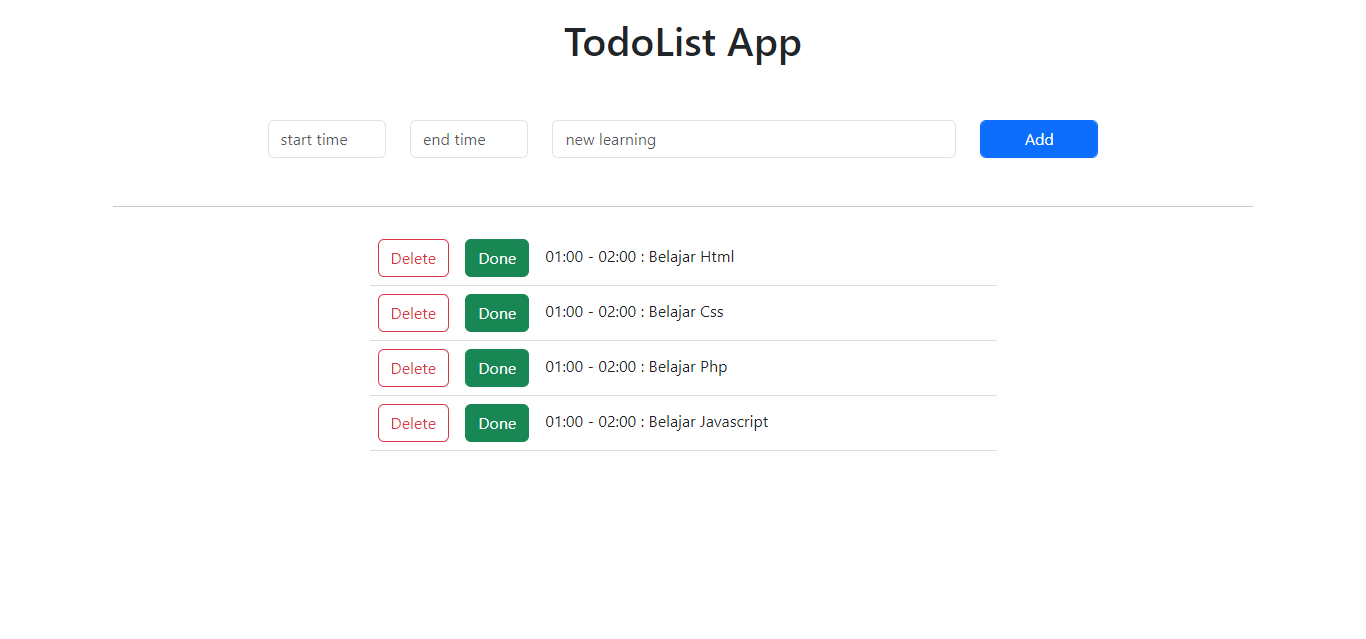 TodoList App
start time end time new learning Add
Delete Done 01:00 - 02:00 : Belajar Html
Delete Done 01:00 - 02:00 : Belajar Css
Delete Done 01:00 - 02:00 : Belajar Php
Delete Done 01:00 - 02:00 : Belajar Javascript